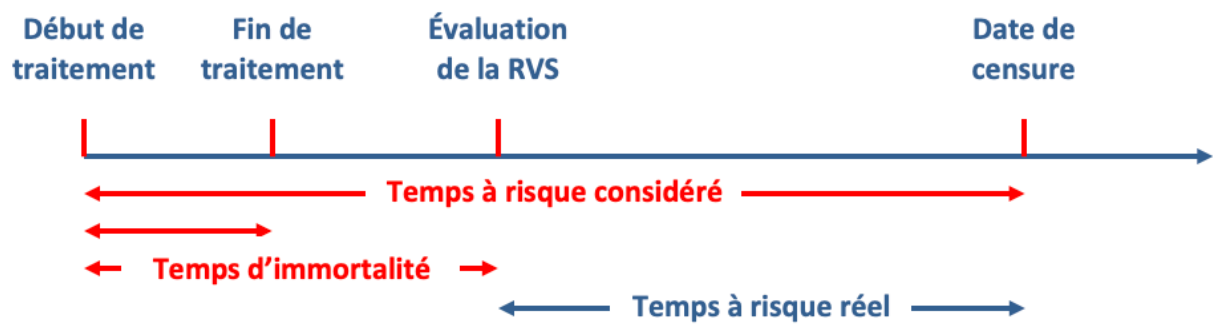 Début de
traitement
Fin de
traitement
Évaluation
de la RVS
Date de
censure
Temps à risque considéré
Temps d’immortalité
Temps à risque réel